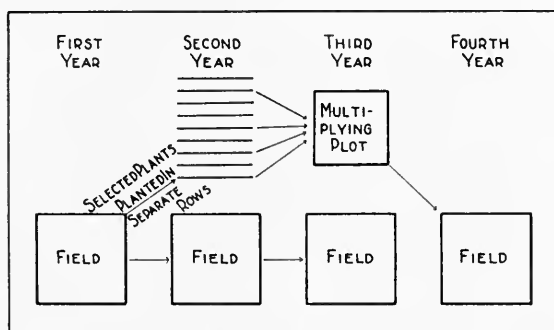 First Year
Second Year
Third Year
Fourth Year
Multi-
plying
Plot
Selected Plants
Planted In
Separate
Rows
Field
Field
Field
Field